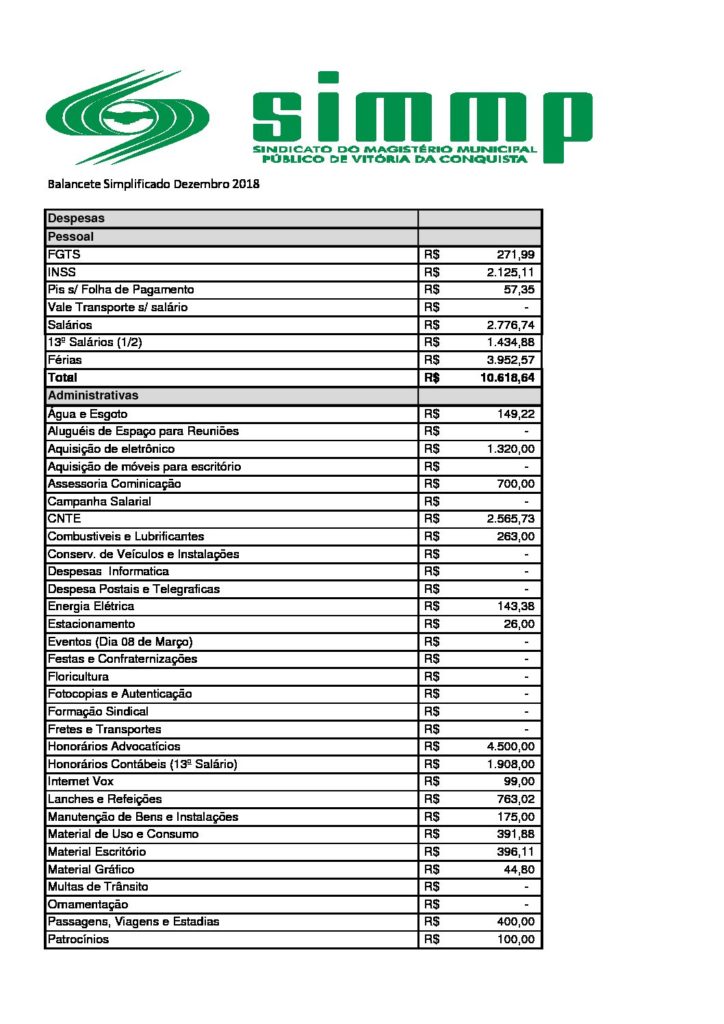 simmp
SINDICATO DO MAGISTÉRIO MUNICIPAL
PÚBLICO DE VITÓRIA DA CONQUISTA
Balancete Simplificado Dezembro 2018
Despesas
Pessoal
FGTS R$ 271,99
INSS R$ 2.125,11
Pis s/ Folha de Pagamento R$ 57,35
Vale Transporte s/ salário R$ -
Salários R$ 2.776,74
13º Salários (1/2) R$ 1.434,88
Férias R$ 3.952,57
Total R$ 10.618,64
Administrativas
Água e Esgoto R$ 149,22
Aluguéis de Espaço para Reuniões R$ -
Aquisição de eletrônico R$ 1.320,00
Aquisição de móveis para escritório R$ -
Assessoria Cominicação R$ 700,00
Campanha Salarial R$ -
CNTE R$ 2.565,73
Combustiveis e Lubrificantes R$ 263,00
Conserv. de Veículos e Instalações R$ -
Despesas Informatica R$ -
Despesa Postais e Telegraficas R$ -
Energia Elétrica R$ 143,38
Estacionamento R$ 26,00
Eventos (Dia 08 de Março) R$ -
Festas e Confraternizações R$ -
Floricultura R$ -
Fotocopias e Autenticação R$ -
Formação Sindical R$ -
Fretes e Transportes R$ -
Honorários Advocatícios R$ 4.500,00
Honorários Contábeis (13º Salário) R$ 1.908,00
Internet Vox R$ 99,00
Lanches e Refeições R$ 763,02
Manutenção de Bens e Instalações R$ 175,00
Material de Uso e Consumo R$ 391,88
Material Escritório R$ 396,11
Material Gráfico R$ 44,80
Multas de Trânsito R$ -
Ornamentação R$ -
Passagens, Viagens e Estadias R$ 400,00
Patrocínios R$ 100,00